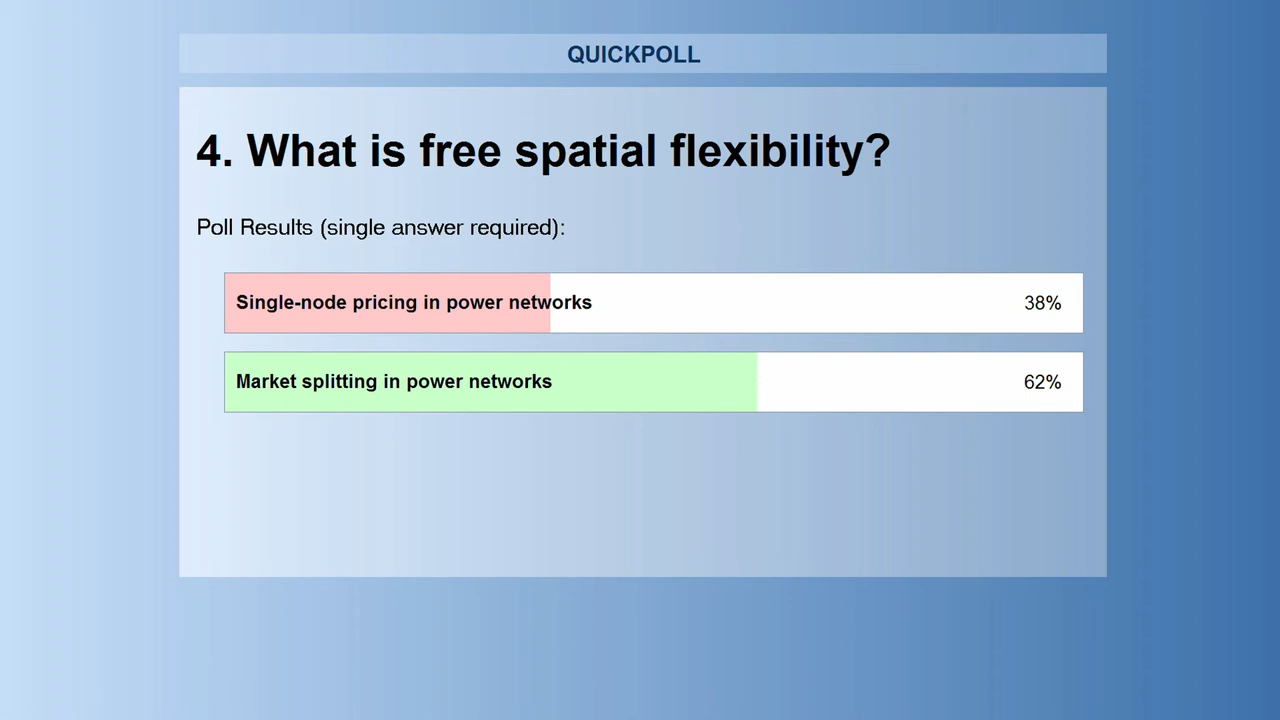 QUICKPOLL
4. What is free spatial flexibility?
Poll Results (single answer required):
Single-node pricing in power networks 38%
Market splitting in power networks 62%